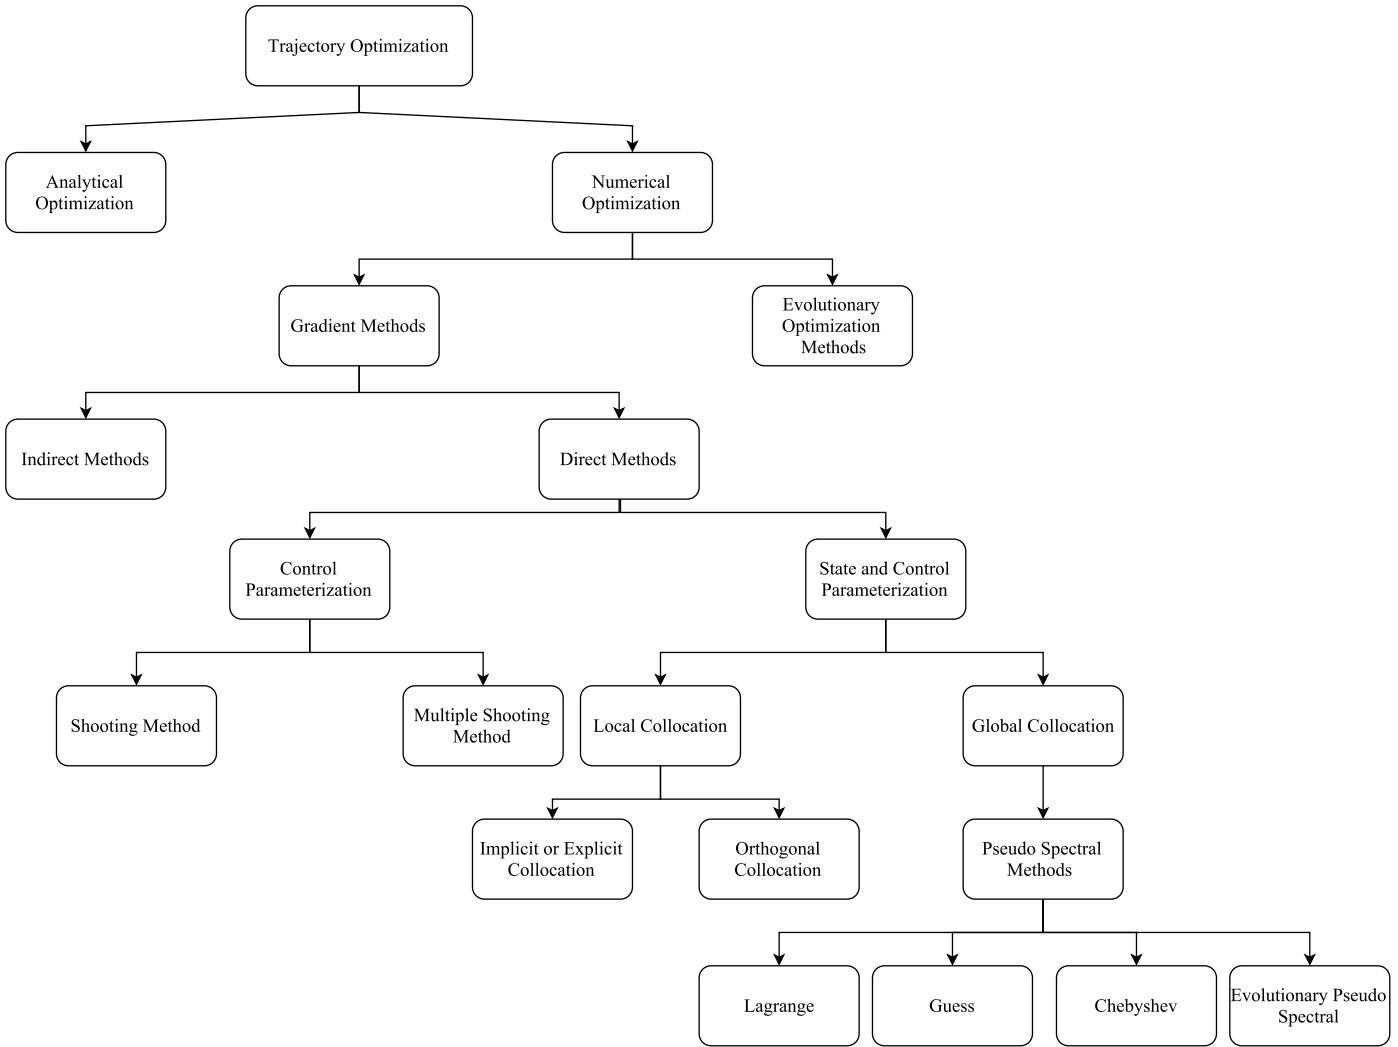 Trajectory Optimization
Analytical
Optimization
Numerical
Optimization
Gradient Methods
Evolutionary
Optimization
Methods
Indirect Methods
Direct Methods
Control
Parameterization
State and Control
Parameterization
Shooting Method
Multiple Shooting
Method
Local Collocation
Global Collocation
Implicit or Explicit
Collocation
Orthogonal
Collocation
Pseudo Spectral
Methods
Lagrange
Guess
Chebyshev
Evolutionary Pseudo
Spectral